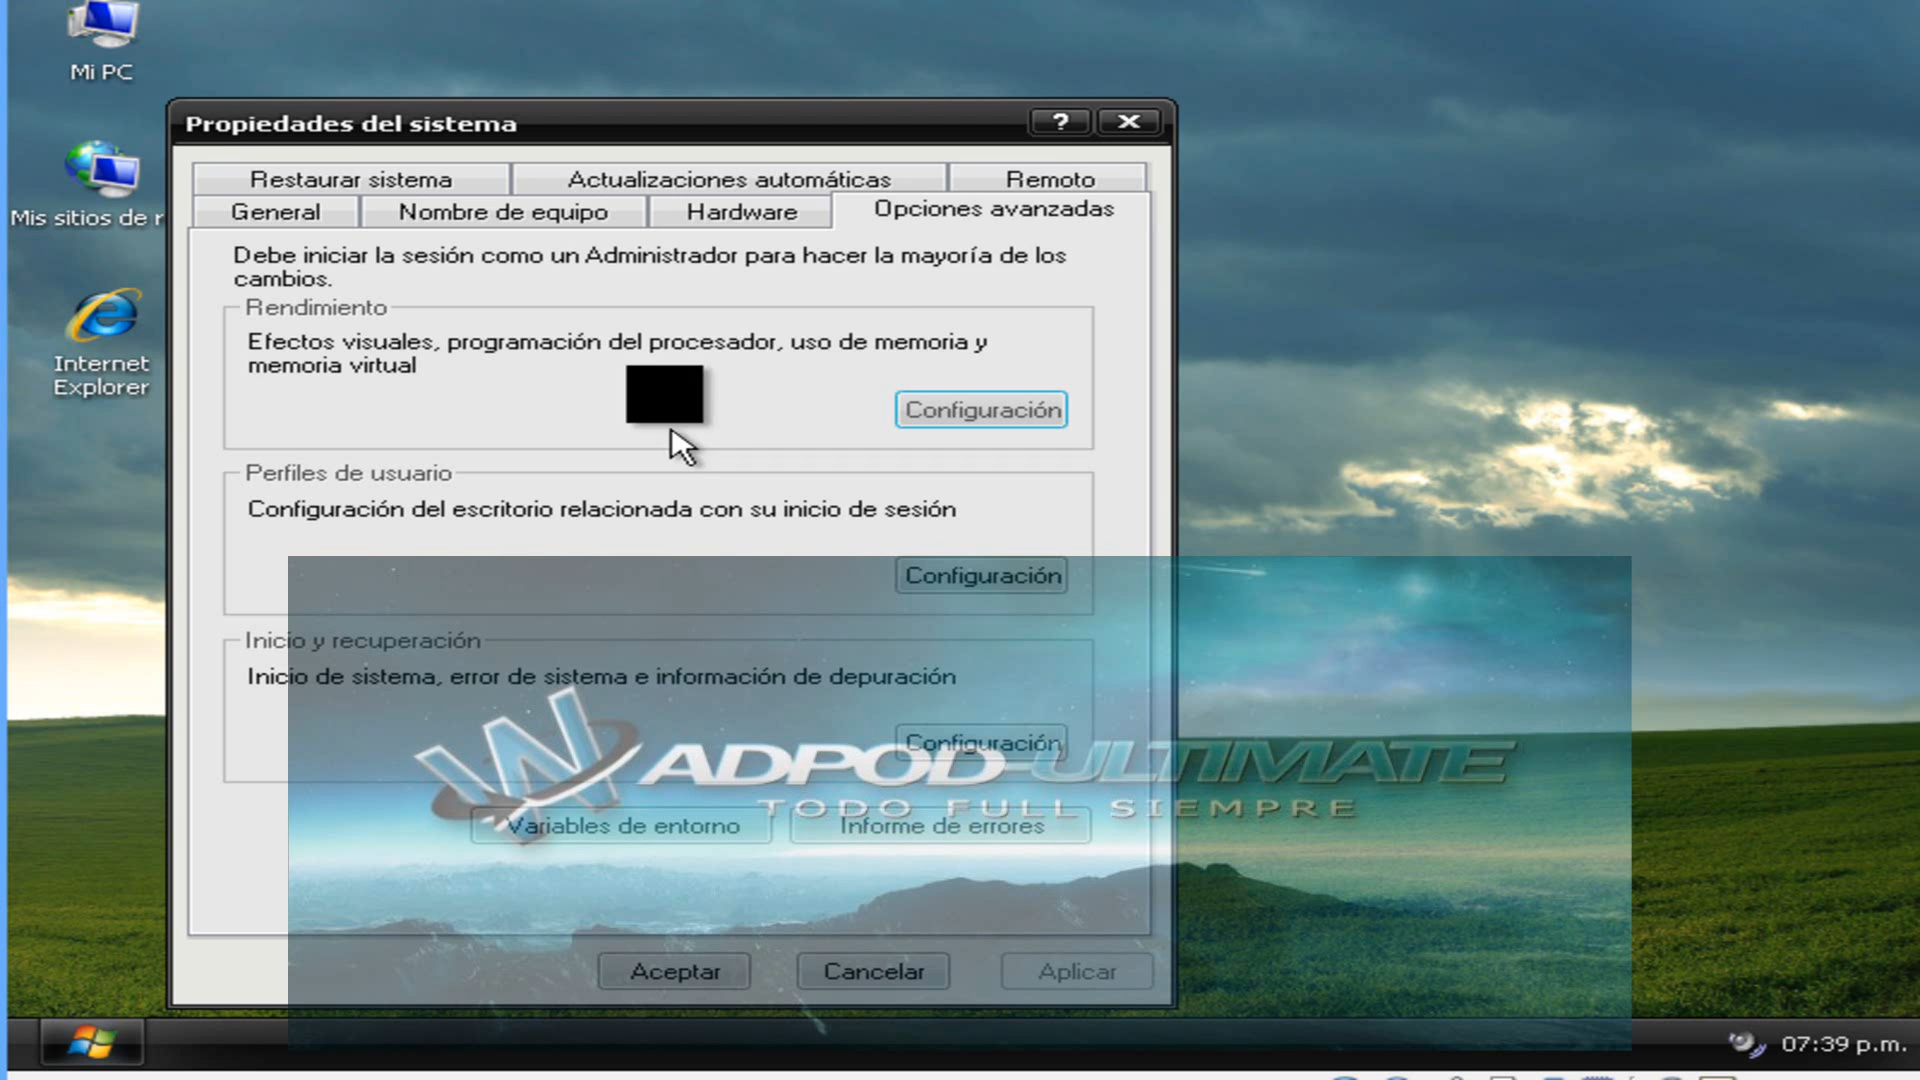 Mi PC
Propiedades del sistema
?
Restaurar sistema
Actualizaciones automáticas
Remoto
General
Nombre de equipo
Hardware
Opciones avanzadas
Mis sitios de r
Debe iniciar la sesión como un Administrador para hacer la mayoría de los
cambios.
Rendimiento
Efectos visuales, programación del procesador, uso de memoria y
memoria virtual
Internet
Explorer
Configuración
Perfiles de usuario
Configuración del escritorio relacionada con su inicio de sesión
Configuración
Inicio y recuperación
Inicio de sistema, error de sistema e información de depuración
Configuración
WADPOD-ULTIMATE
TODO FULL SIEMPRE
Variables de entorno
Informe de errores
Aceptar
Cancelar
Aplicar
07:39 p.m.